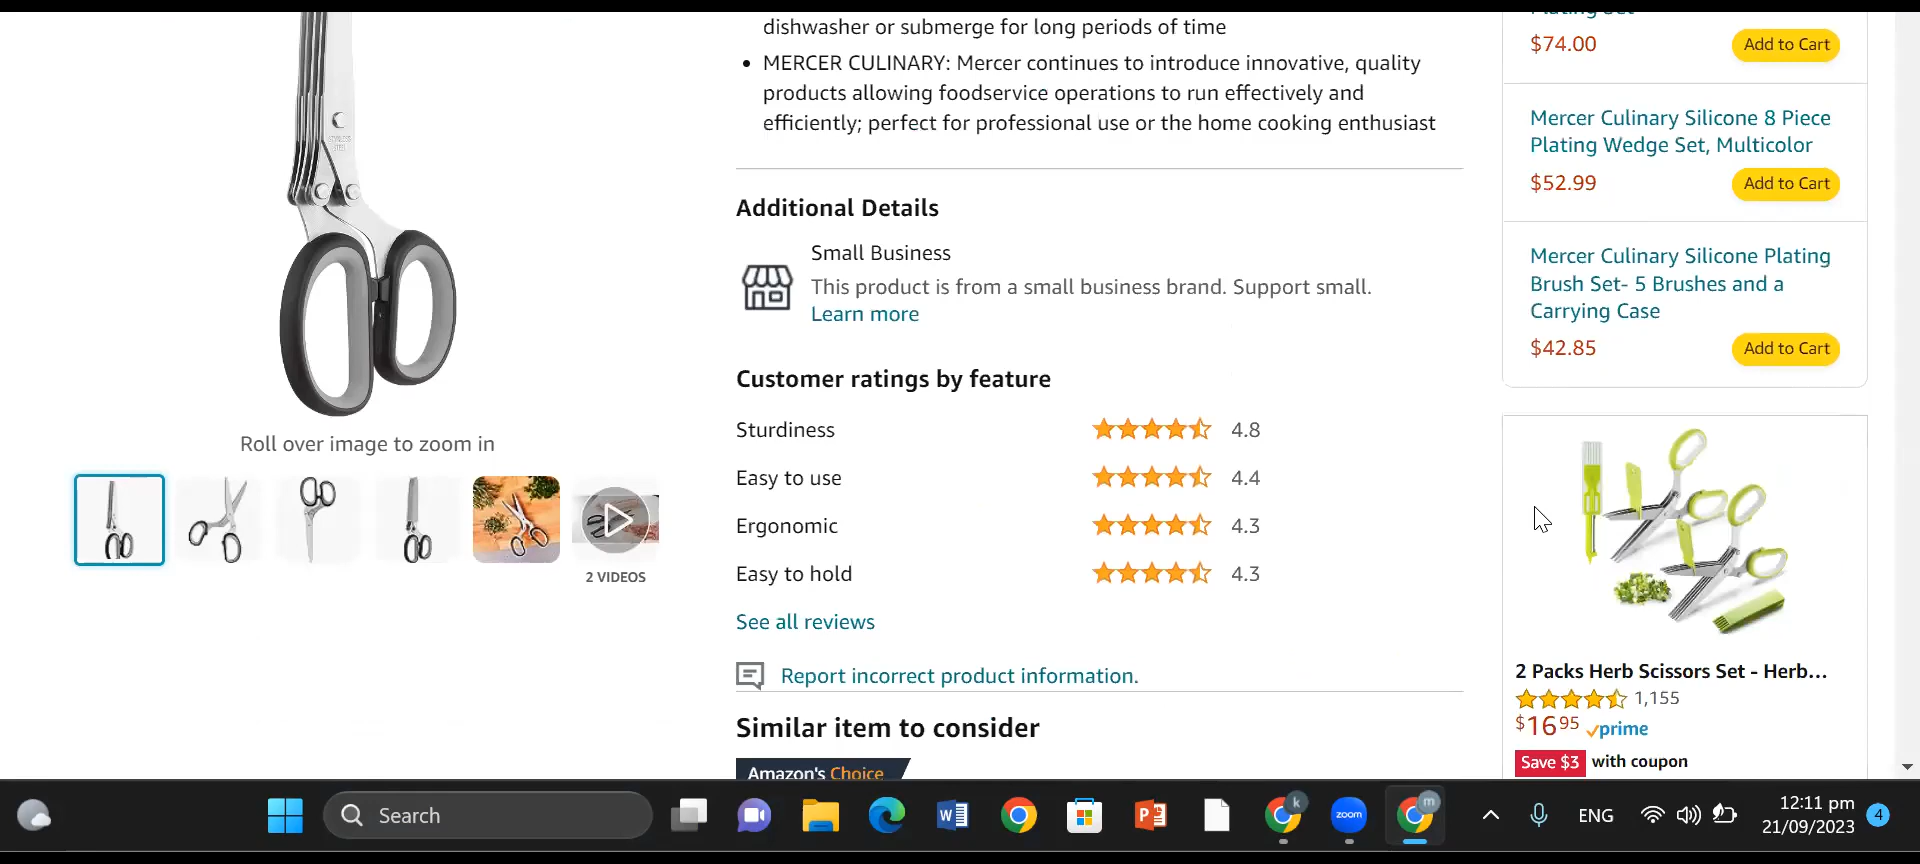 dishwasher or submerge for long periods of time
• MERCER CULINARY: Mercer continues to introduce innovative, quality
products allowing foodservice operations to run effectively and
efficiently; perfect for professional use or the home cooking enthusiast
Additional Details
Small Business
This product is from a small business brand. Support small.
Learn more
Customer ratings by feature
Sturdiness 4.8
Easy to use 4.4
Ergonomic 4.3
Easy to hold 4.3
See all reviews
Report incorrect product information.
Similar item to consider
Amazon's Choice
Roll over image to zoom in
2 VIDEOS
$74.00 Add to Cart
Mercer Culinary Silicone 8 Piece
Plating Wedge Set, Multicolor
$52.99 Add to Cart
Mercer Culinary Silicone Plating
Brush Set- 5 Brushes and a
Carrying Case
$42.85 Add to Cart
2 Packs Herb Scissors Set - Herb...
1,155
$16.95 prime
Save $3 with coupon
Search
W
P
k
zoom
m
ENG
12:11 pm
21/09/2023
4